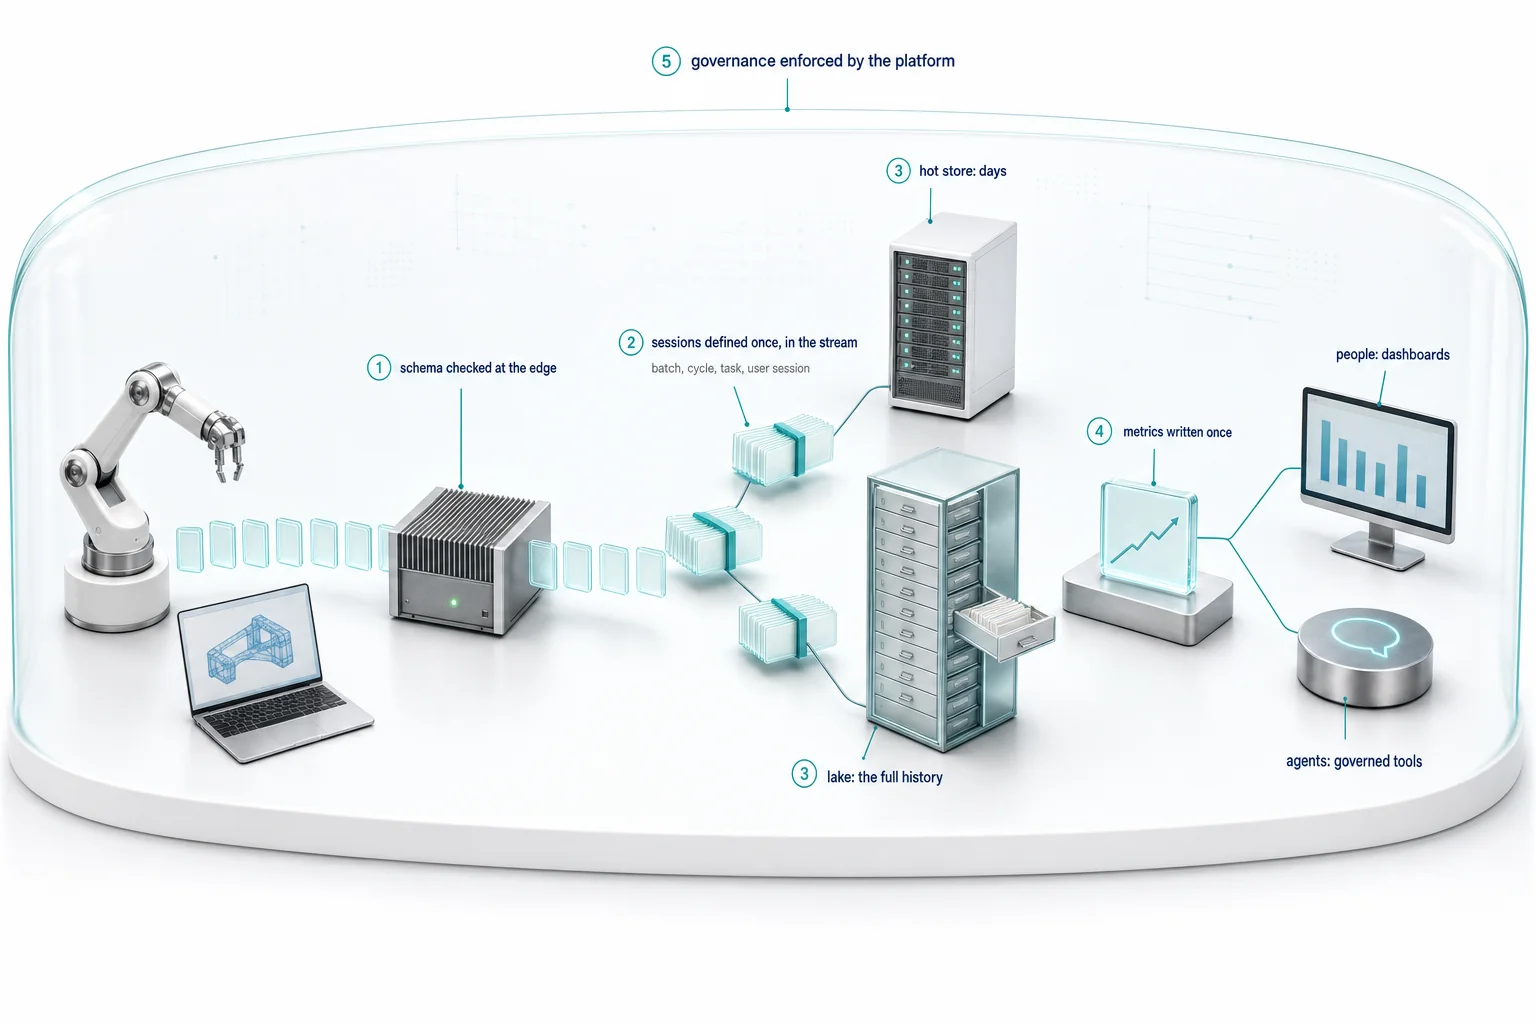 5 governance enforced by the platform
3 hot store: days
2 sessions defined once, in the stream
batch, cycle, task, user session
people: dashboards
1 schema checked at the edge
4 metrics written once
agents: governed tools
3 lake: the full history